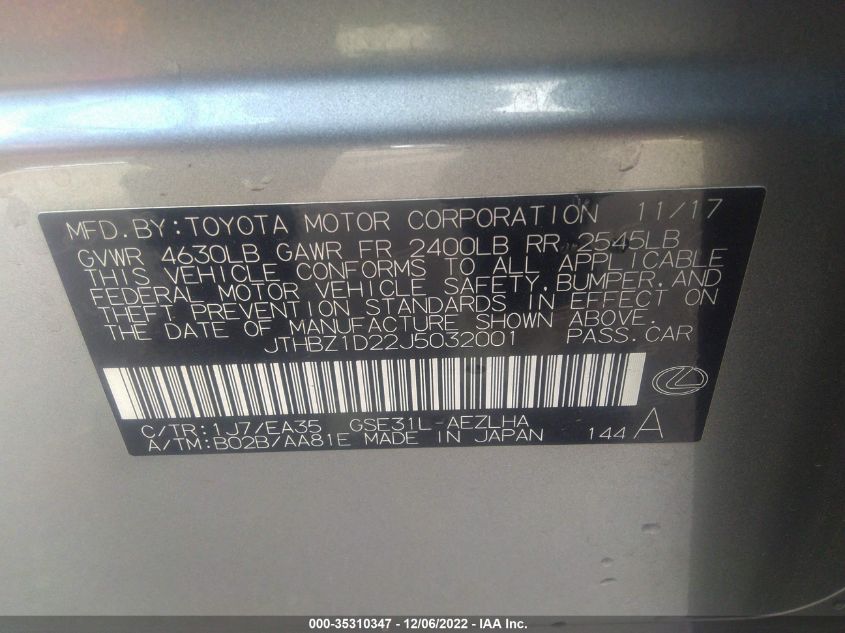 MFD.BY:TOYOTA MOTOR CORPORATION 11/17
GVWR 4630LB GAWR FR 2400LB RR 2545LB
THIS VEHICLE CONFORMS TO ALL APPLICABLE
FEDERAL MOTOR VEHICLE SAFETY,BUMPER,AND
THEFT PREVENTION STANDARDS IN EFFECT ON
THE DATE OF MANUFACTURE SHOWN ABOVE.
JTHBZ1D22J5032001 PASS.CAR
C/TR:1J7/EA35 GSE31L-AEZLHA
A/TM:B02B/AA81E MADE IN JAPAN 144A
000-35310347 - 12/06/2022 - IAA Inc.